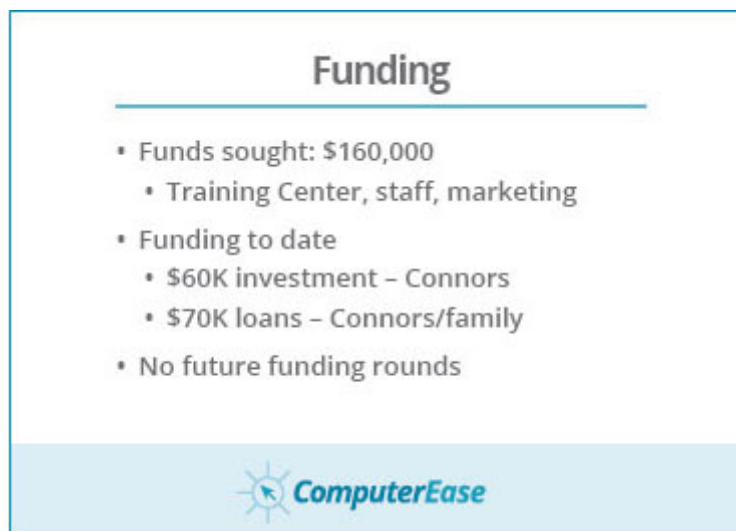 Funding
• Funds sought: $160,000
• Training Center, staff, marketing
• Funding to date
• $60K investment – Connors
• $70K loans – Connors/family
• No future funding rounds
ComputerEase